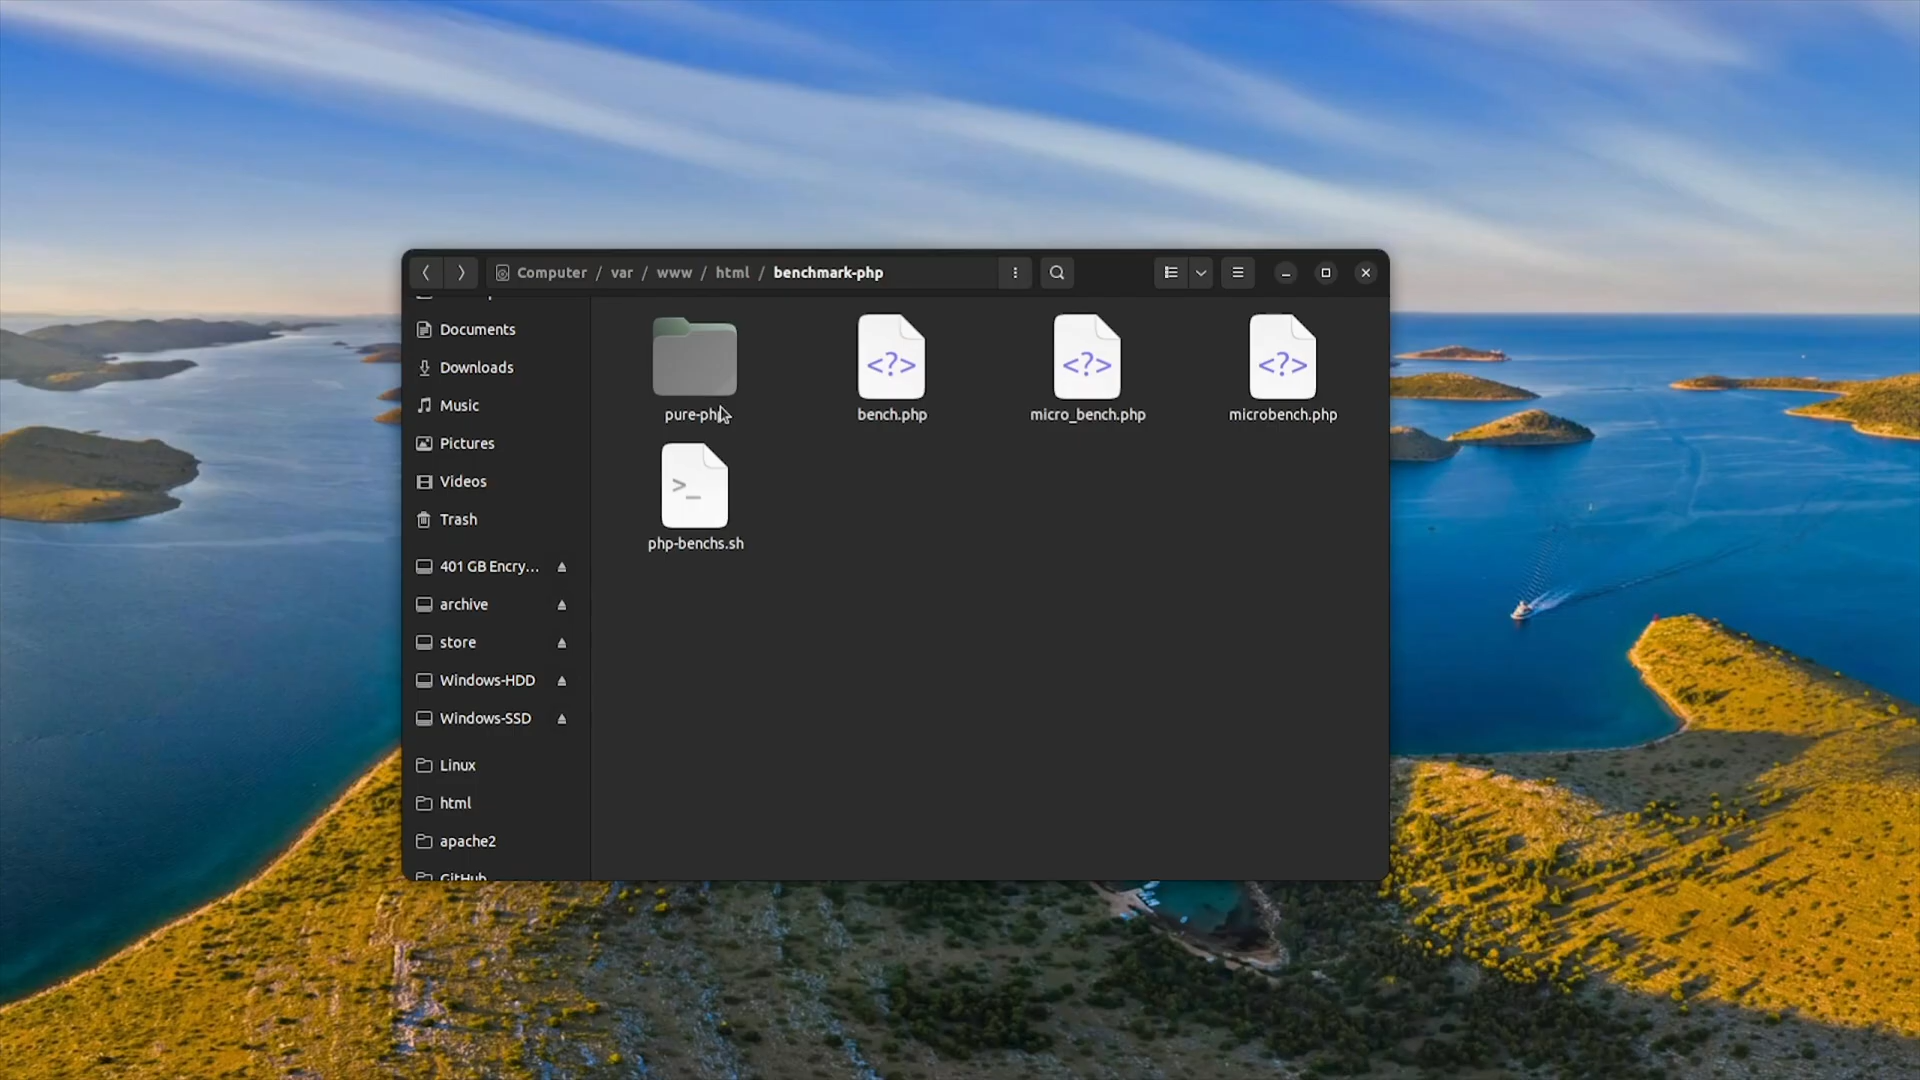 Computer / var / www / html / benchmark-php
Documents
Downloads
Music
Pictures
Videos
Trash
401 GB Encry...
archive
store
Windows-HDD
Windows-SSD
Linux
html
apache2
GitHub
<?>
<?>
<?>
pure-php
bench.php
micro_bench.php
microbench.php
>_
php-benchs.sh